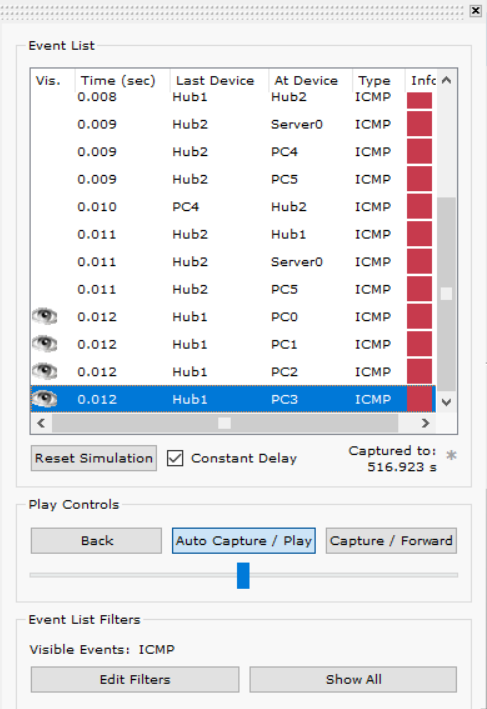 Event List
Vis. Time (sec) Last Device At Device Type Info
0.008 Hub1 Hub2 ICMP
0.009 Hub2 Server0 ICMP
0.009 Hub2 PC4 ICMP
0.009 Hub2 PC5 ICMP
0.010 PC4 Hub2 ICMP
0.011 Hub2 Hub1 ICMP
0.011 Hub2 Server0 ICMP
0.011 Hub2 PC5 ICMP
0.012 Hub1 PC0 ICMP
0.012 Hub1 PC1 ICMP
0.012 Hub1 PC2 ICMP
0.012 Hub1 PC3 ICMP
Reset Simulation Constant Delay Captured to: *
516.923 s
Play Controls
Back Auto Capture / Play Capture / Forward
Event List Filters
Visible Events: ICMP
Edit Filters Show All